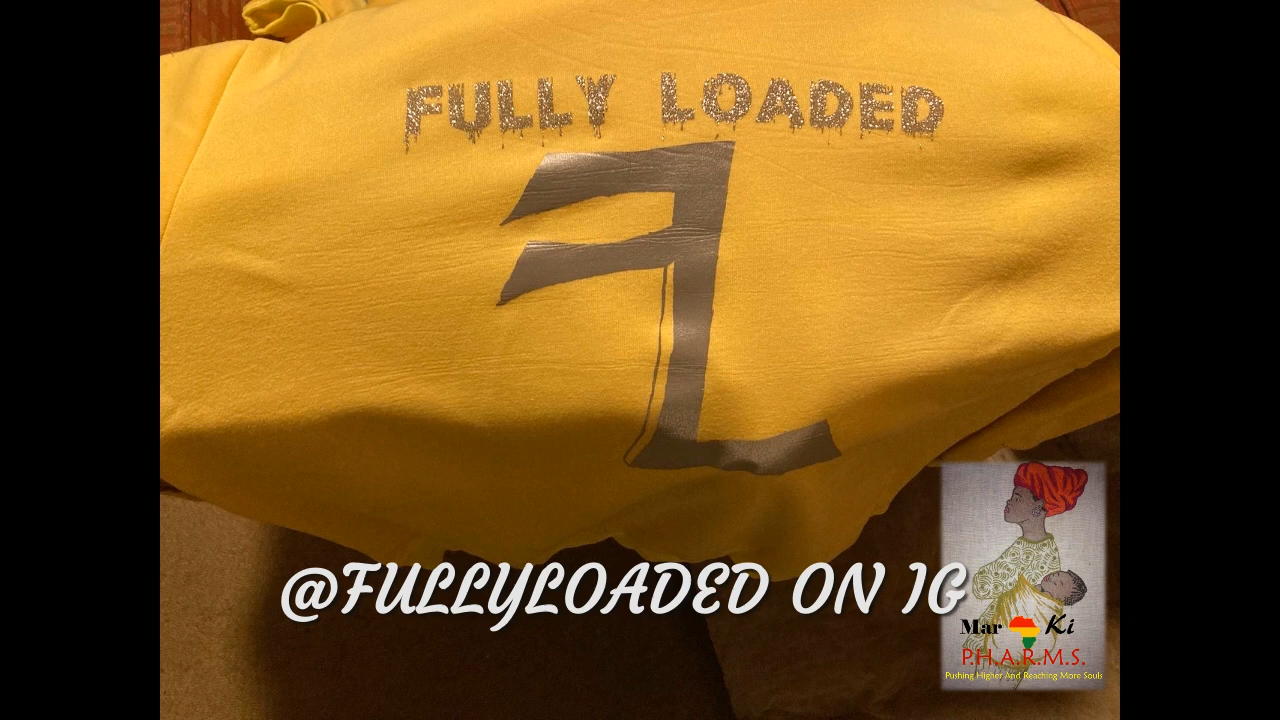 FULLY LOADED
FL
@FULLYLOADED ON IG
Mar Ki
P.H.A.R.M.S.
Pushing Higher And Reaching More Souls